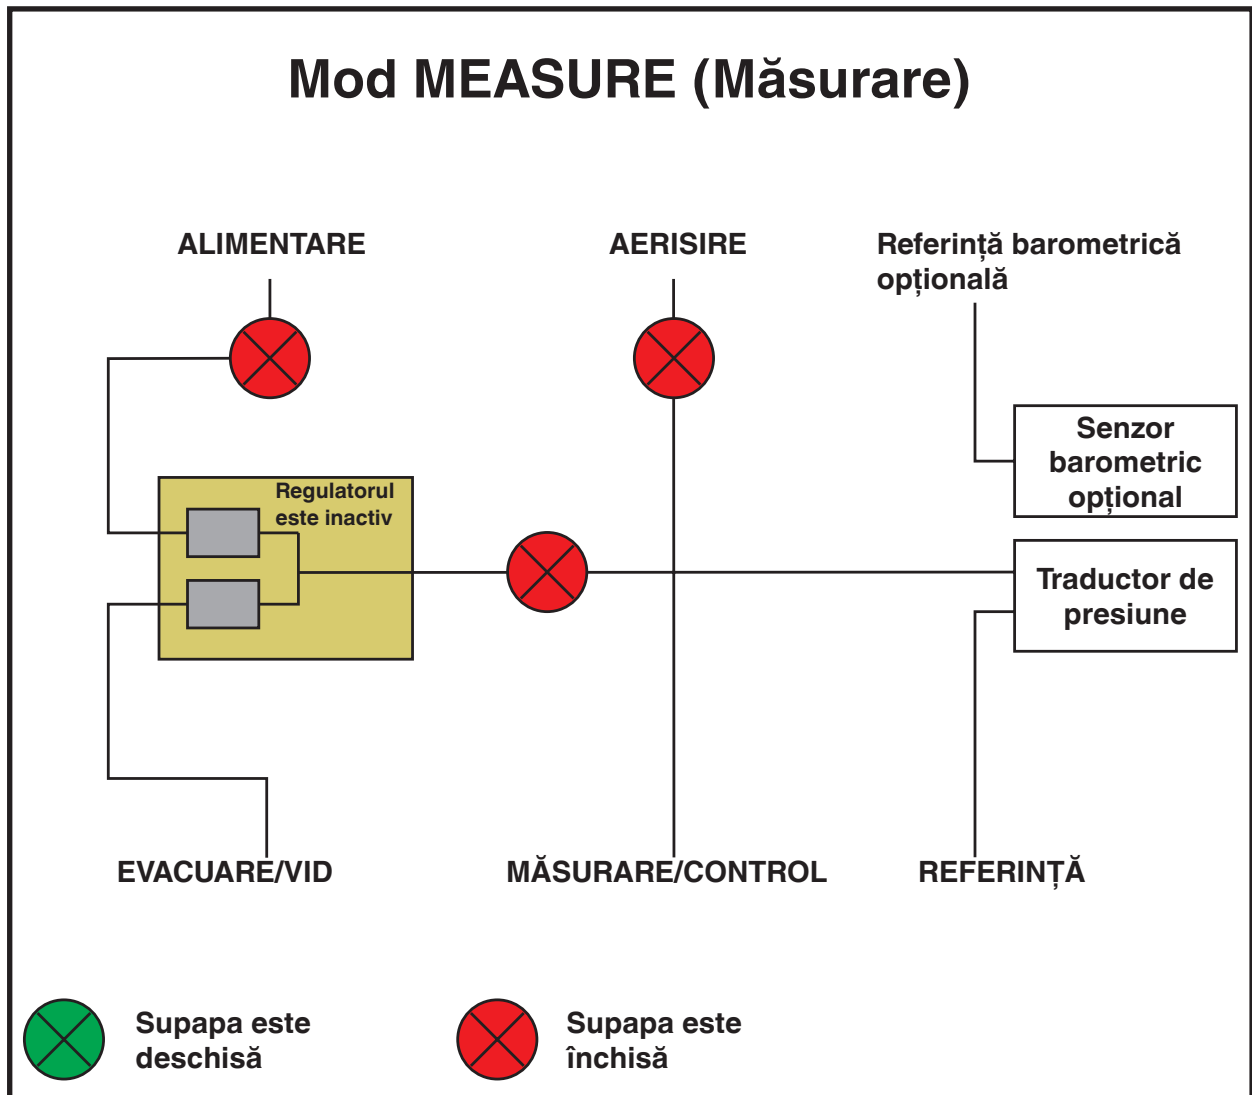 Mod MEASURE (Măsurare)
ALIMENTARE
AERISIRE
Referință barometrică
opțională
Senzor
barometric
opțional
Regulatorul
este inactiv
Traductor de
presiune
EVACUARE/VID
MĂSURARE/CONTROL
REFERINȚĂ
Supapa este
deschisă
Supapa este
închisă